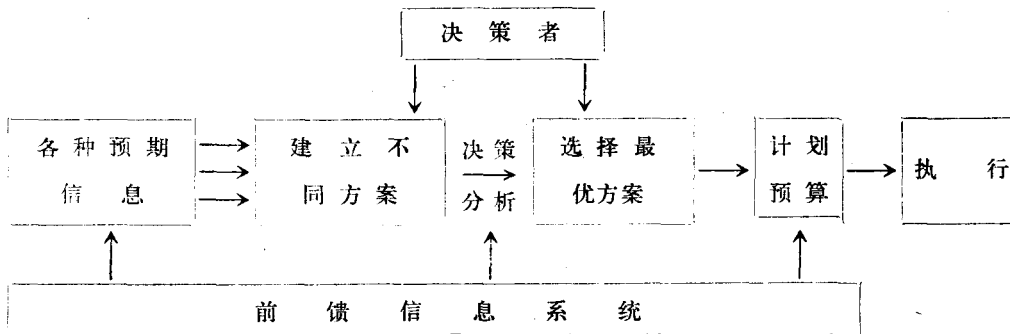 决策者
各种预期
信息
建立不
同方案
决策
分析
选择最
优方案
计划
预算
执行
前馈信息系统